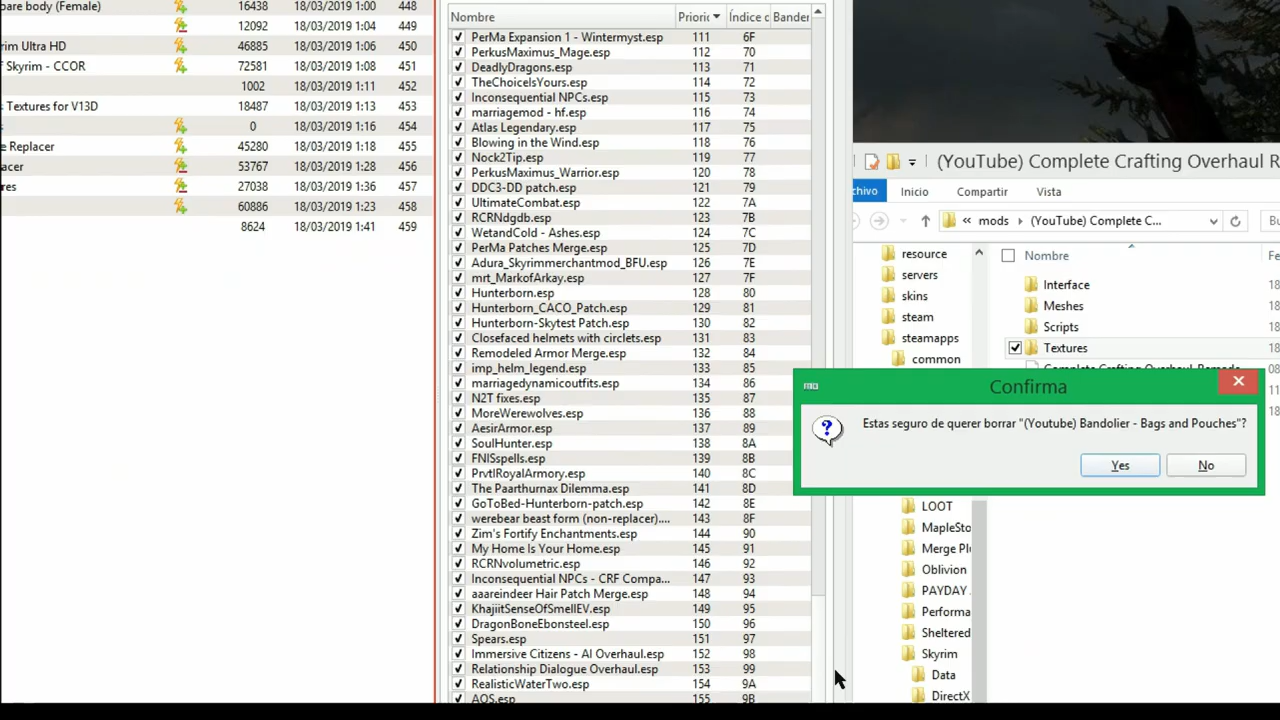 pare body (Female) 16438 18/03/2019 1:00 448
12092 18/03/2019 1:04 449
rim Ultra HD 46885 18/03/2019 1:06 450
f Skyrim - CCOR 72581 18/03/2019 1:08 451
1002 18/03/2019 1:11 452
s Textures for V13D 18487 18/03/2019 1:13 453
s 0 18/03/2019 1:16 454
e Replacer 45280 18/03/2019 1:18 455
acer 53767 18/03/2019 1:28 456
res 27038 18/03/2019 1:36 457
60886 18/03/2019 1:23 458
8624 18/03/2019 1:41 459
Nombre Priorio Índice c Bander
PerMa Expansion 1 - Wintermyst.esp 111 6F
PerkusMaximus_Mage.esp 112 70
DeadlyDragons.esp 113 71
TheChoiceIsYours.esp 114 72
Inconsequential NPCs.esp 115 73
marriagemod - hf.esp 116 74
Atlas Legendary.esp 117 75
Blowing in the Wind.esp 118 76
Nock2Tip.esp 119 77
PerkusMaximus_Warrior.esp 120 78
DDC3-DD patch.esp 121 79
UltimateCombat.esp 122 7A
RCRNdgdb.esp 123 7B
WetandCold - Ashes.esp 124 7C
PerMa Patches Merge.esp 125 7D
Adura_Skyrimmerchantmod_BFU.esp 126 7E
mrt_MarkofArkay.esp 127 7F
Hunterborn.esp 128 80
Hunterborn_CACO_Patch.esp 129 81
Hunterborn-Skytest Patch.esp 130 82
Closefaced helmets with circlets.esp 131 83
Remodeled Armor Merge.esp 132 84
imp_helm_legend.esp 133 85
marriagedynamicoutfits.esp 134 86
N2T fixes.esp 135 87
MoreWerewolves.esp 136 88
AesirArmor.esp 137 89
SoulHunter.esp 138 8A
FNISspells.esp 139 8B
PrvtIRoyalArmory.esp 140 8C
The Paarthurnax Dilemma.esp 141 8D
GoToBed-Hunterborn-patch.esp 142 8E
werebear beast form (non-replacer).... 143 8F
Zim's Fortify Enchantments.esp 144 90
My Home Is Your Home.esp 145 91
RCRNvolumetric.esp 146 92
Inconsequential NPCs - CRF Compa... 147 93
aaareindeer Hair Patch Merge.esp 148 94
KhajiitSenseOfSmellEV.esp 149 95
DragonBoneEbonsteel.esp 150 96
Spears.esp 151 97
Immersive Citizens - AI Overhaul.esp 152 98
Relationship Dialogue Overhaul.esp 153 99
RealisticWaterTwo.esp 154 9A
AOS.esp 155 9B
(YouTube) Complete Crafting Overhaul R
chivo Inicio Compartir Vista
« mods (YouTube) Complete C... Bu
resource
servers
skins
steam
steamapps
common
Nombre Fe
Interface 18
Meshes 18
Scripts 18
Textures 18
Complete Crafting Overhaul_Remade 08
Confirma
Estas seguro de querer borrar "(Youtube) Bandolier - Bags and Pouches"?
Yes No
LOOT
MapleSto
Merge Pl
Oblivion
PAYDAY
Performa
Sheltered
Skyrim
Data
DirectX